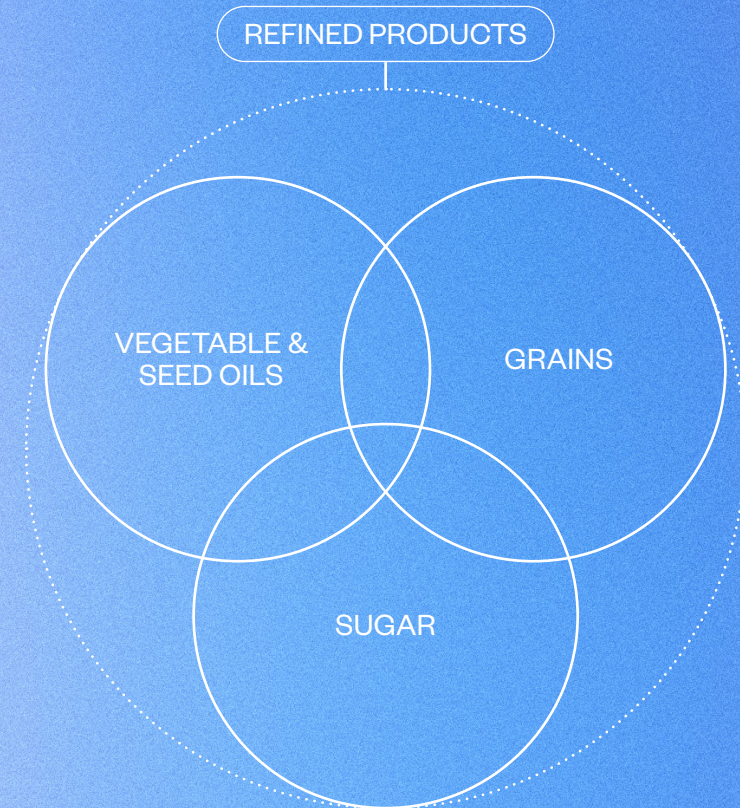 REFINED PRODUCTS
VEGETABLE &
SEED OILS
GRAINS
SUGAR